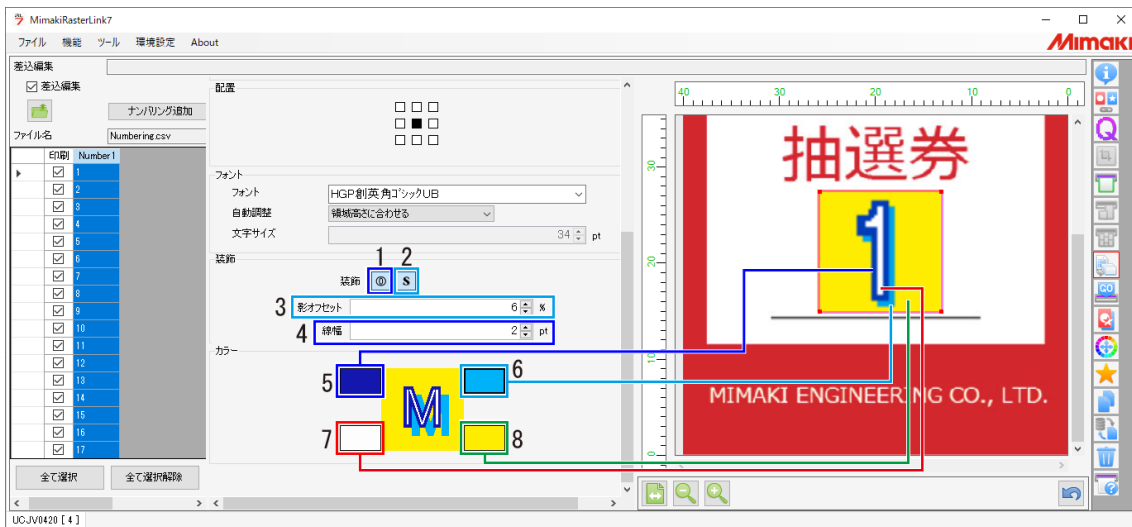 MimakiRasterLink7
ファイル 機能 ツール 環境設定 About
Mimaki
差込編集
差込編集
ナンバリング追加
ファイル名 Numbering.csv
印刷 Number1
1
2
3
4
5
6
7
8
9
10
11
12
13
14
15
16
17
全て選択 全て選択解除
配置
フォント
フォント HGP創英角ゴシックUB
自動調整 領域高さに合わせる
文字サイズ 34 pt
装飾
1 2
装飾 O S
3 影オフセット 6 %
4 線幅 2 pt
カラー
5 6
M
7 8
40 30 20 10 0
30
20
10
0
抽選券
1
MIMAKI ENGINEERING CO., LTD.
Q
GO
UCJV0420 [ 4 ]